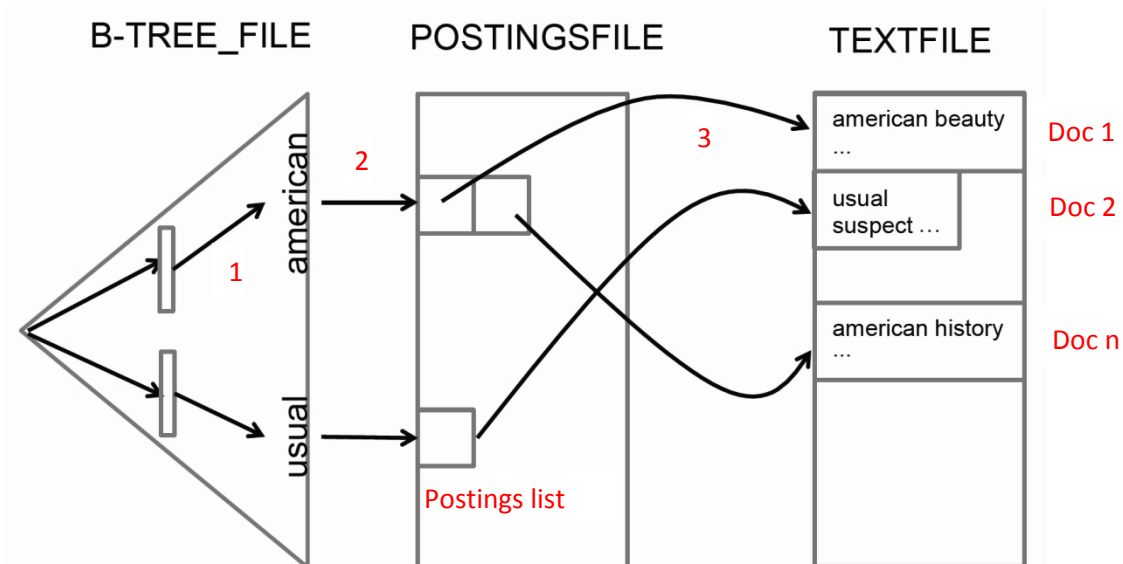 B-TREE_FILE
POSTINGSFILE
TEXTFILE
american
usual
1
2
3
Postings list
american beauty
...
Doc 1
usual
suspect ...
Doc 2
american history
...
Doc n